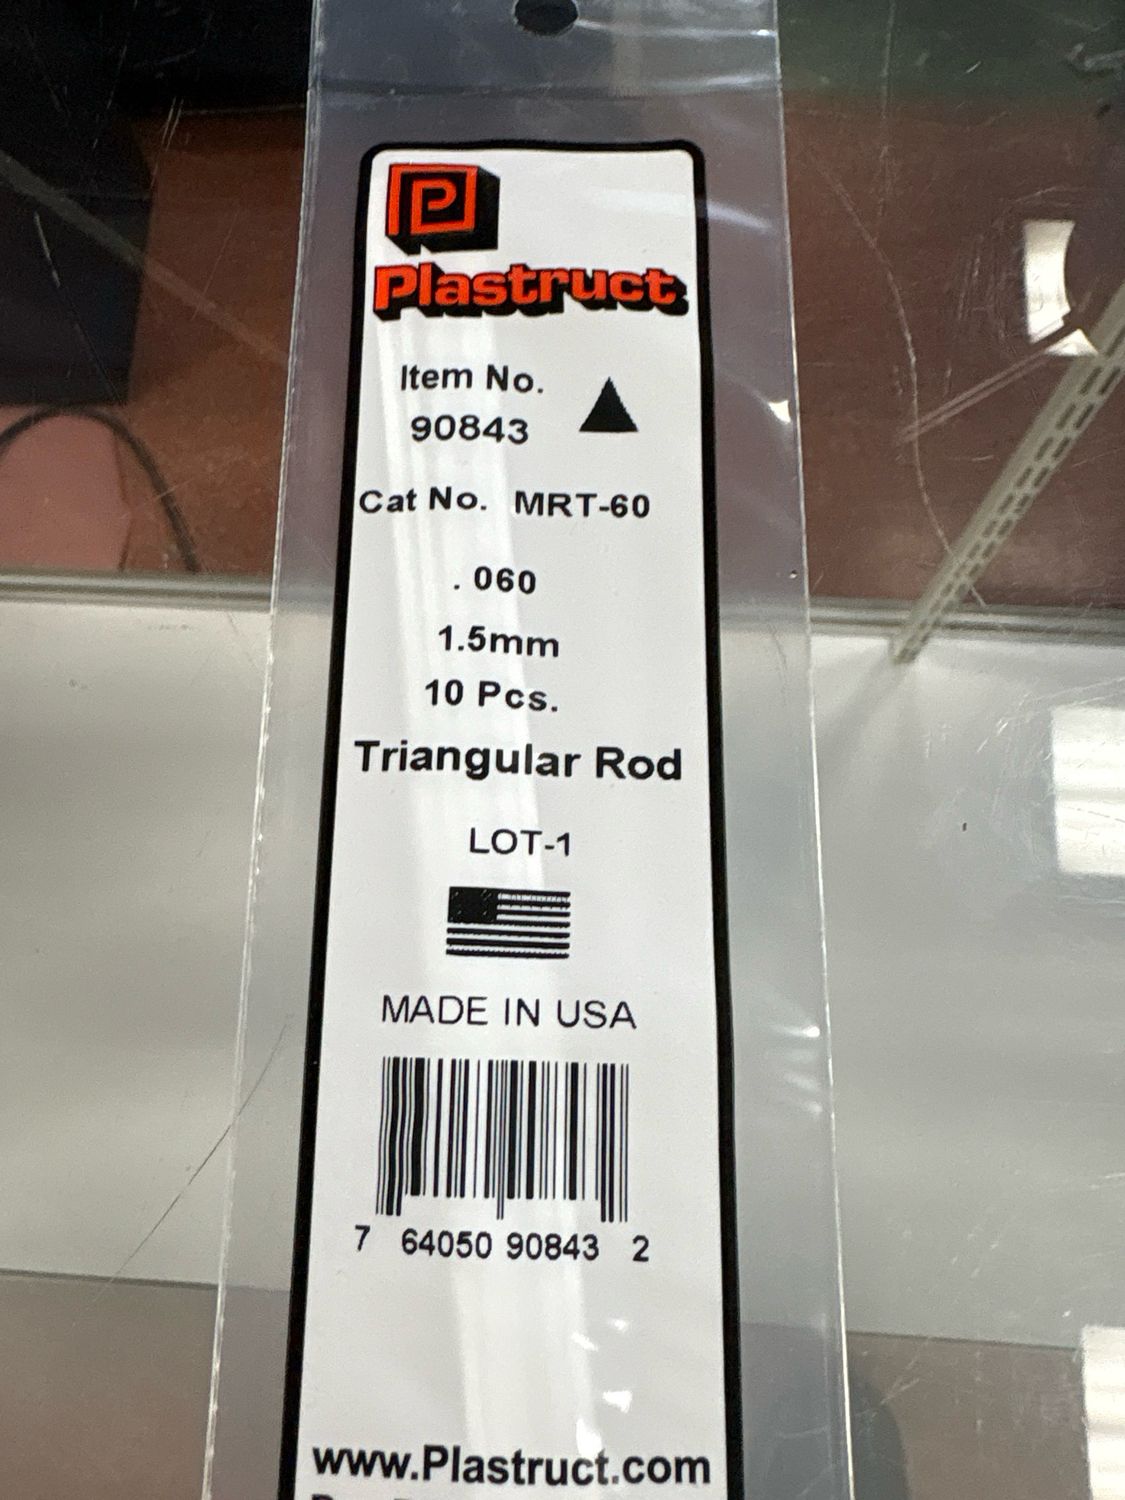 P
Plastruct
Item No.
90843
Cat No. MRT-60
.060
1.5mm
10 Pcs.
Triangular Rod
LOT-1
MADE IN USA
7 64050 90843 2
www.Plastruct.com